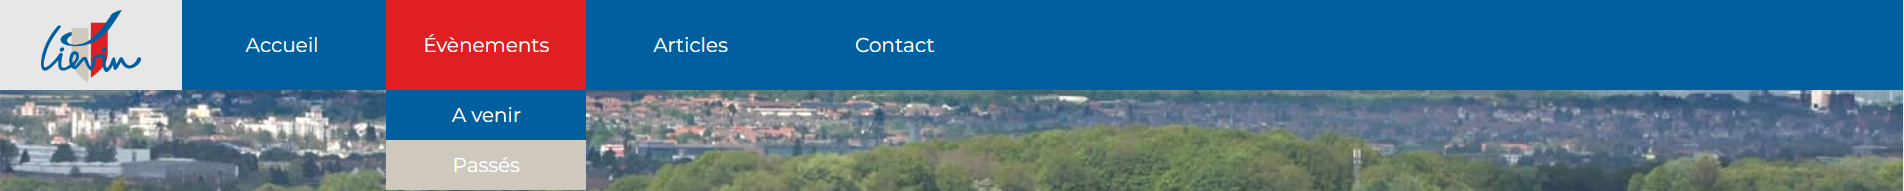 Liévin
Accueil
Évènements
Articles
Contact
A venir
Passés